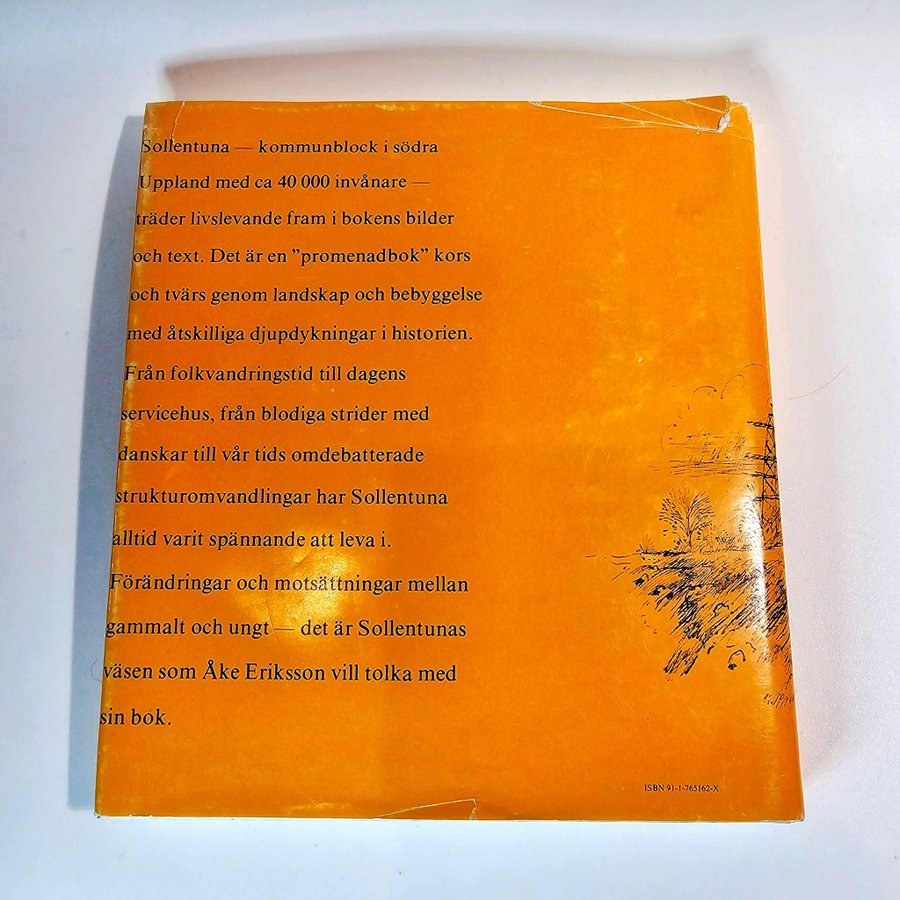 Sollentuna — kommunblock i södra
Uppland med ca 40 000 invånare —
träder livslevande fram i bokens bilder
och text. Det är en ”promenadbok” kors
och tvärs genom landskap och bebyggelse
med åtskilliga djupdykningar i historien.
Från folkvandringstid till dagens
servicehus, från blodiga strider med
danskar till vår tids omdebatterade
strukturomvandlingar har Sollentuna
alltid varit spännande att leva i.
Förändringar och motsättningar mellan
gammalt och ungt — det är Sollentunas
väsen som Åke Eriksson vill tolka med
sin bok.
ISBN 91-1-765162-X